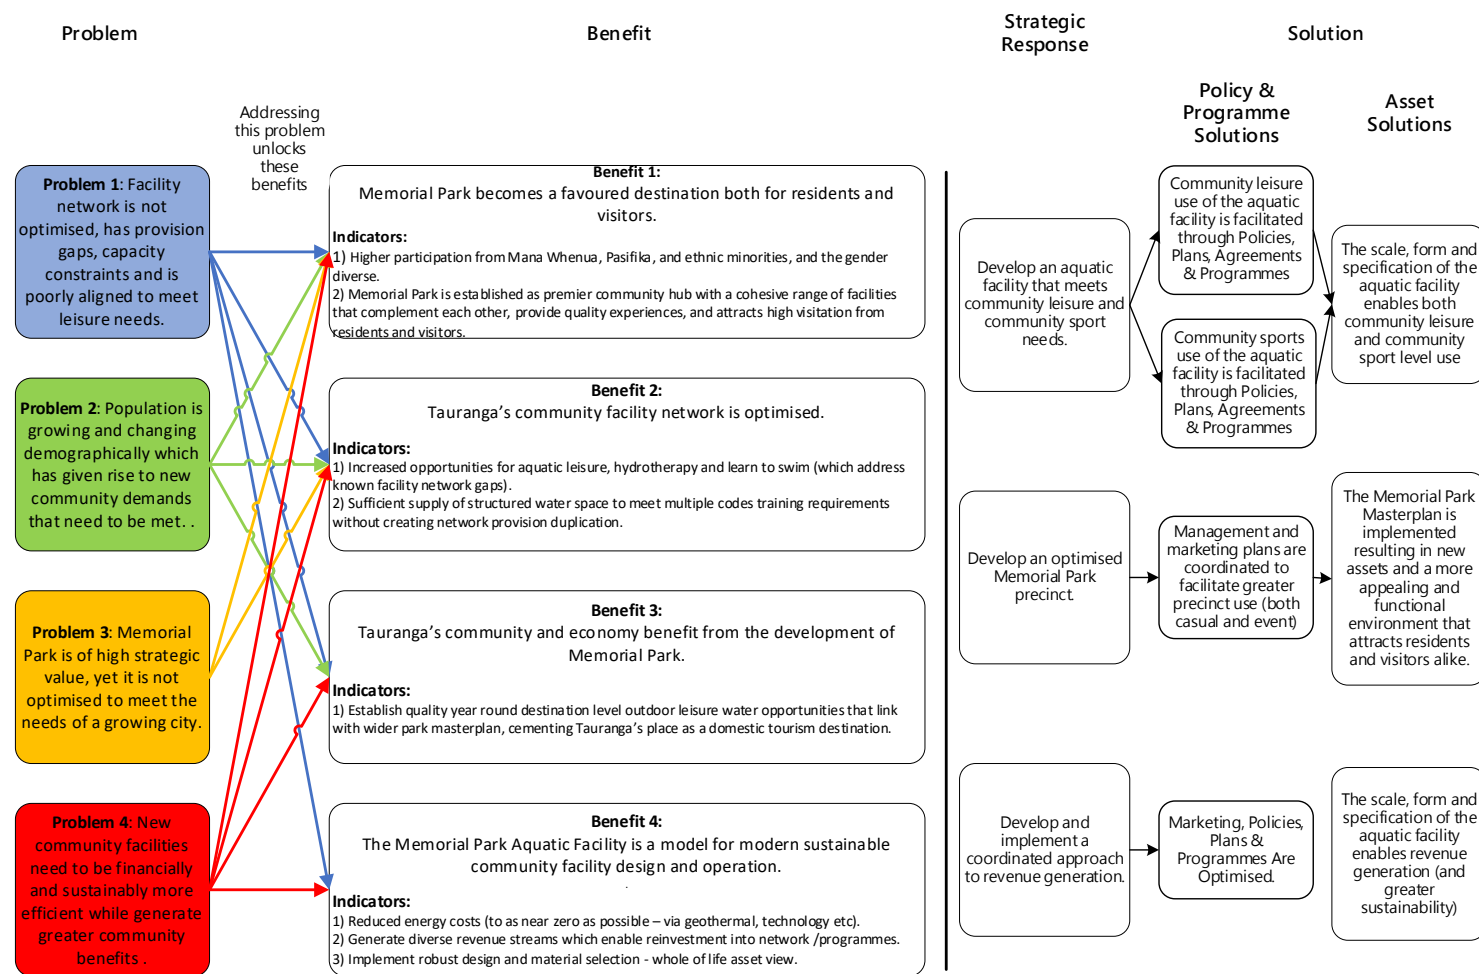 Problem
Benefit
Strategic
Response
Solution
Policy &
Programme
Solutions
Asset
Solutions
Addressing
this problem
unlocks
these
benefits
Problem 1: Facility
network is not
optimised, has provision
gaps, capacity
constraints and is
poorly aligned to meet
leisure needs.
Problem 2: Population is
growing and changing
demographically which
has given rise to new
community demands
that need to be met. .
Problem 3: Memorial
Park is of high strategic
value, yet it is not
optimised to meet the
needs of a growing city.
Problem 4: New
community facilities
need to be financially
and sustainably more
efficient while generate
greater community
benefits .
Benefit 1:
Memorial Park becomes a favoured destination both for residents and
visitors.
Indicators:
1) Higher participation from Mana Whenua, Pasifika, and ethnic minorities, and the gender
diverse.
2) Memorial Park is established as premier community hub with a cohesive range of facilities
that complement each other, provide quality experiences, and attracts high visitation from
residents and visitors.
Benefit 2:
Tauranga's community facility network is optimised.
Indicators:
1) Increased opportunities for aquatic leisure, hydrotherapy and learn to swim (which address
known facility network gaps).
2) Sufficient supply of structured water space to meet multiple codes training requirements
without creating network provision duplication.
Benefit 3:
Tauranga's community and economy benefit from the development of
Memorial Park.
Indicators:
1) Establish quality year round destination level outdoor leisure water opportunities that link
with wider park masterplan, cementing Tauranga's place as a domestic tourism destination.
Benefit 4:
The Memorial Park Aquatic Facility is a model for modern sustainable
community facility design and operation.
.
Indicators:
1) Reduced energy costs (to as near zero as possible – via geothermal, technology etc).
2) Generate diverse revenue streams which enable reinvestment into network /programmes.
3) Implement robust design and material selection - whole of life asset view.
Develop an aquatic
facility that meets
community leisure and
community sport
needs.
Community leisure
use of the aquatic
facility is facilitated
through Policies,
Plans, Agreements
& Programmes
Community sports
use of the aquatic
facility is facilitated
through Policies,
Plans, Agreements
& Programmes
The scale, form and
specification of the
aquatic facility
enables both
community leisure
and community
sport level use
Develop an optimised
Memorial Park
precinct.
Management and
marketing plans are
coordinated to
facilitate greater
precinct use (both
casual and event)
The Memorial Park
Masterplan is
implemented
resulting in new
assets and a more
appealing and
functional
environment that
attracts residents
and visitors alike.
Develop and
implement a
coordinated approach
to revenue generation.
Marketing, Policies,
Plans &
Programmes Are
Optimised.
The scale, form and
specification of the
aquatic facility
enables revenue
generation (and
greater
sustainability)